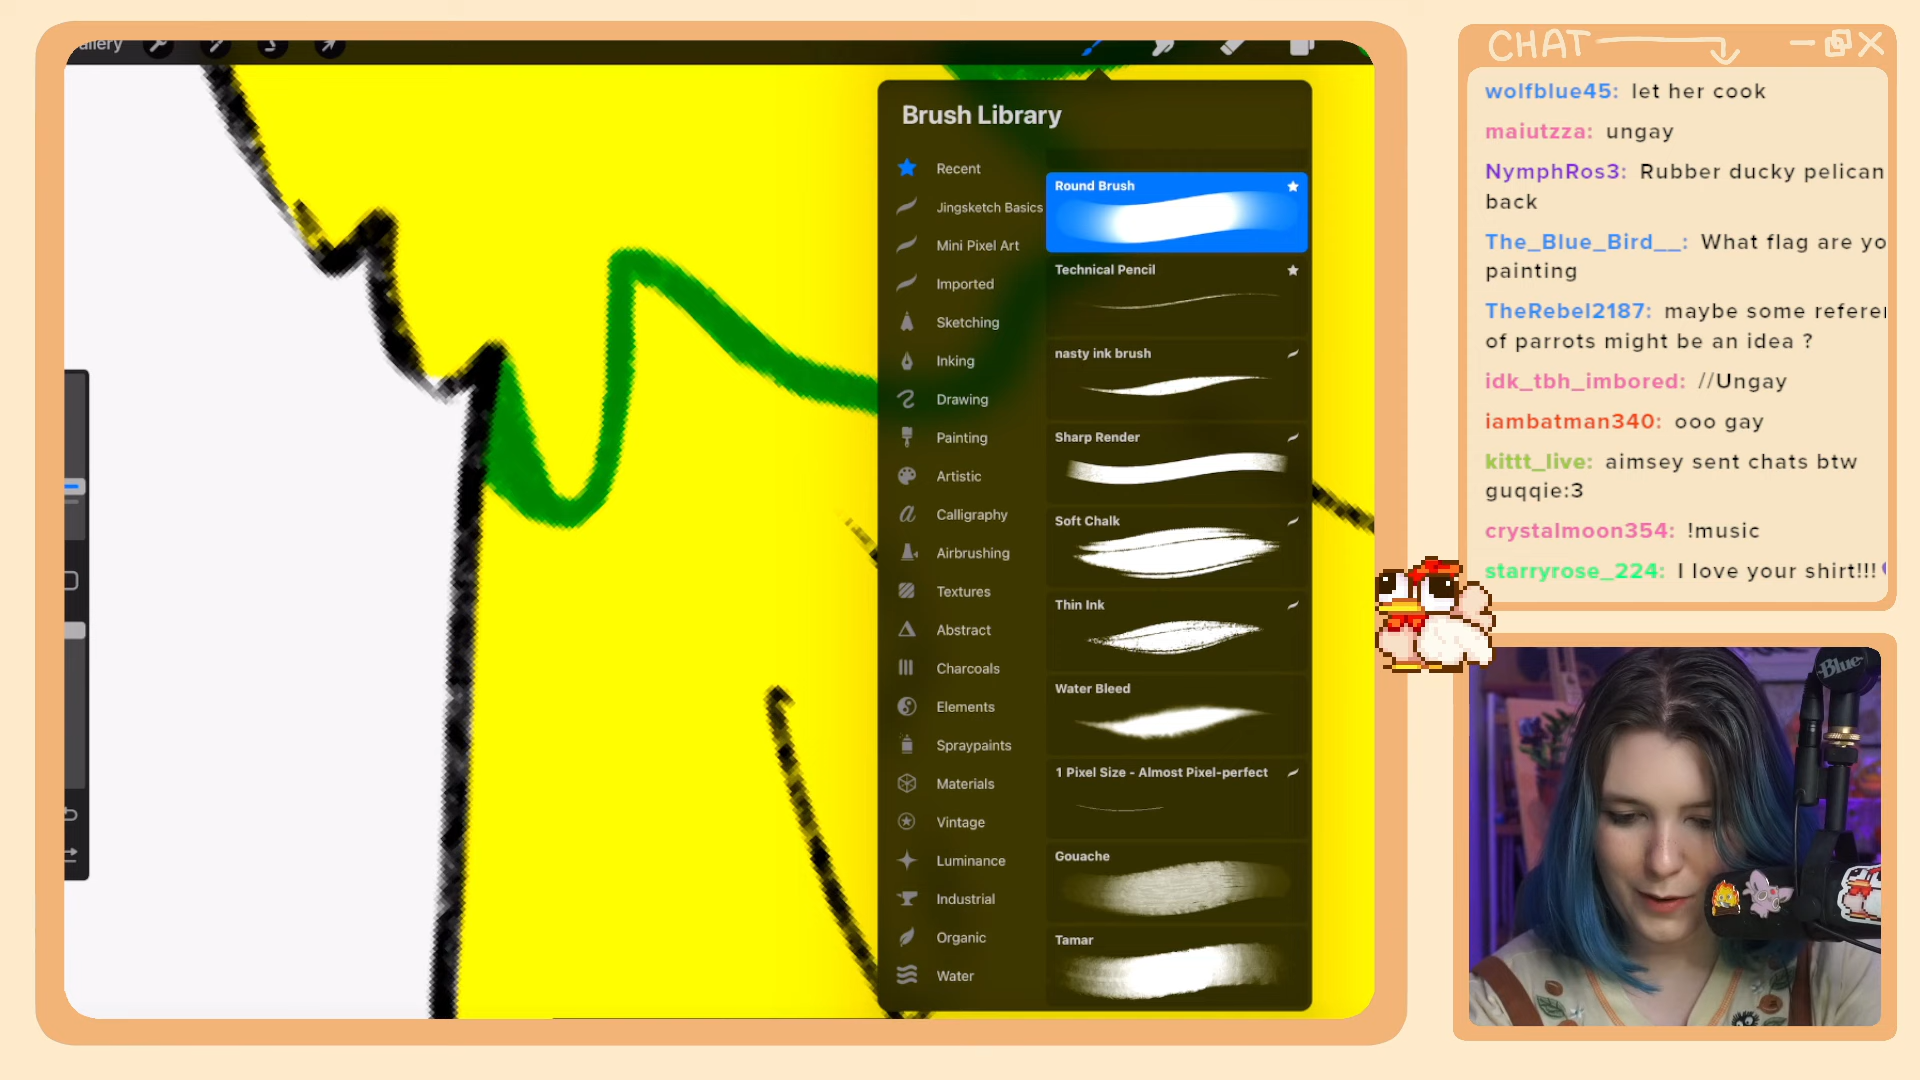 allery
Brush Library
Recent
Jingsketch Basics
Mini Pixel Art
Imported
Sketching
Inking
Drawing
Painting
Artistic
Calligraphy
Airbrushing
Textures
Abstract
Charcoals
Elements
Spraypaints
Materials
Vintage
Luminance
Industrial
Organic
Water
Round Brush
Technical Pencil
nasty ink brush
Sharp Render
Soft Chalk
Thin Ink
Water Bleed
1 Pixel Size - Almost Pixel-perfect
Gouache
Tamar
CHAT
wolfblue45: let her cook
maiutzza: ungay
NymphRos3: Rubber ducky pelican
back
The_Blue_Bird__: What flag are yo
painting
TheRebel2187: maybe some referen
of parrots might be an idea ?
idk_tbh_imbored: //Ungay
iambatman340: ooo gay
kittt_live: aimsey sent chats btw
guqqie:3
crystalmoon354: !music
starryrose_224: I love your shirt!!!
Blue